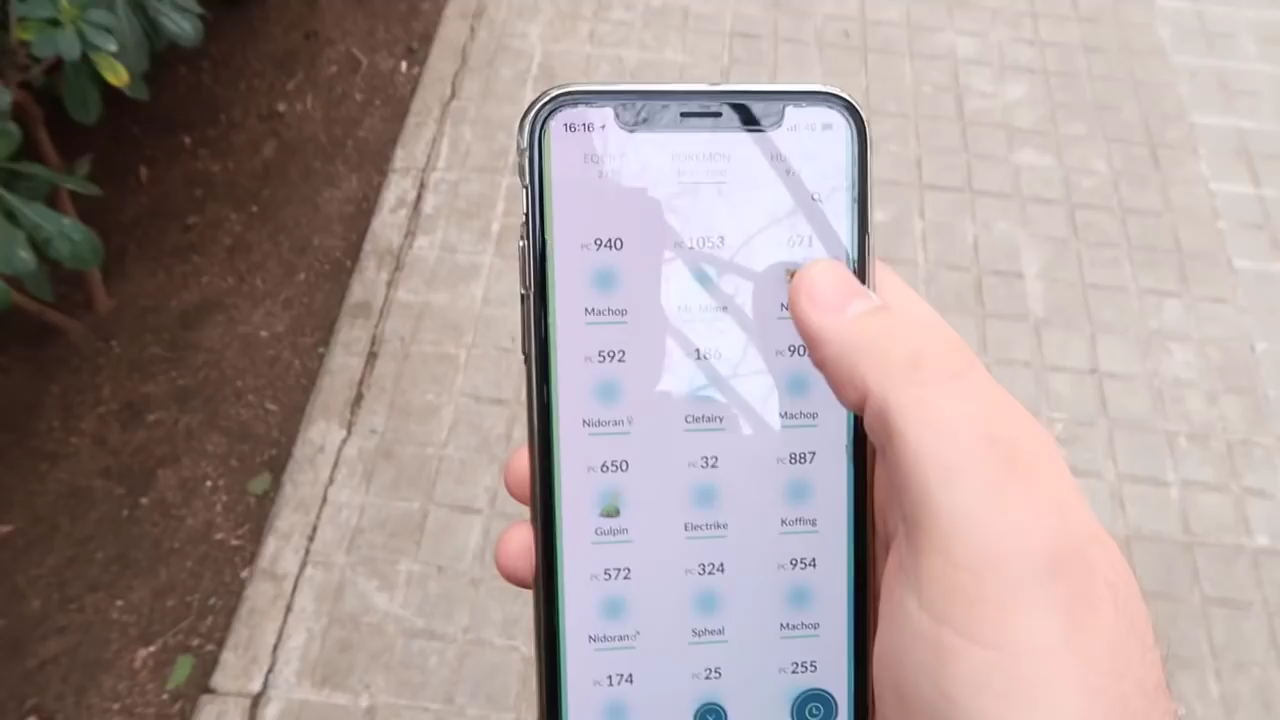 16:16
POKÉMON
PC 940 PC 1053 671
Machop Mr. Mime
PC 592 186 PC
Nidoran♀ Clefairy Machop
PC 650 PC 32 PC 887
Gulpin Electrike Koffing
PC 572 PC 324 PC 954
Nidoran♂ Spheal Machop
PC 174 PC 25 PC 255